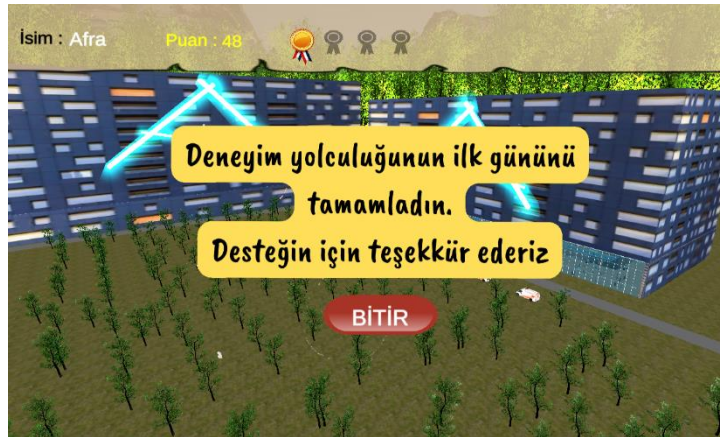 İsim : Afra Puan : 48
Deneyim yolculuğunun ilk gününü
tamamladın.
Desteğin için teşekkür ederiz
BİTİR